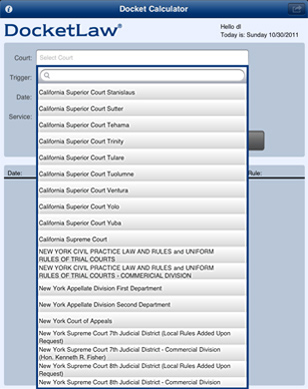 Docket Calculator
DocketLaw®
Hello dl
Today is: Sunday 10/30/2011
Court:
Select Court
Trigger:
Date:
Service:
California Superior Court Stanislaus
California Superior Court Sutter
California Superior Court Tehama
California Superior Court Trinity
California Superior Court Tulare
California Superior Court Tuolumne
California Superior Court Ventura
California Superior Court Yolo
California Superior Court Yuba
California Supreme Court
NEW YORK CIVIL PRACTICE LAW AND RULES and UNIFORM
RULES OF TRIAL COURTS
NEW YORK CIVIL PRACTICE LAW AND RULES and UNIFORM
RULES OF TRIAL COURTS - COMMERCIAL DIVISION
New York Appellate Division First Department
New York Appellate Division Second Department
New York Court of Appeals
New York Supreme Court 7th Judicial District (Local Rules Added Upon
Request)
New York Supreme Court 7th Judicial District - Commercial Division
(Hon. Kenneth R. Fisher)
New York Supreme Court 8th Judicial District (Local Rules Added Upon
Request)
New York Supreme Court 8th Judicial District - Commercial Division
Date:
Rule: